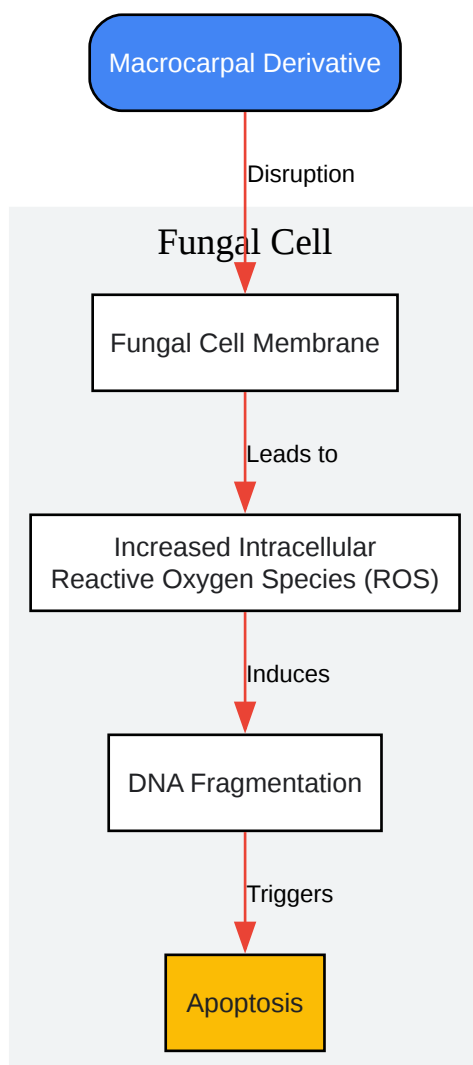 Macrocarpal Derivative
Disruption
Fungal Cell
Fungal Cell Membrane
Leads to
Increased Intracellular
Reactive Oxygen Species (ROS)
Induces
DNA Fragmentation
Triggers
Apoptosis